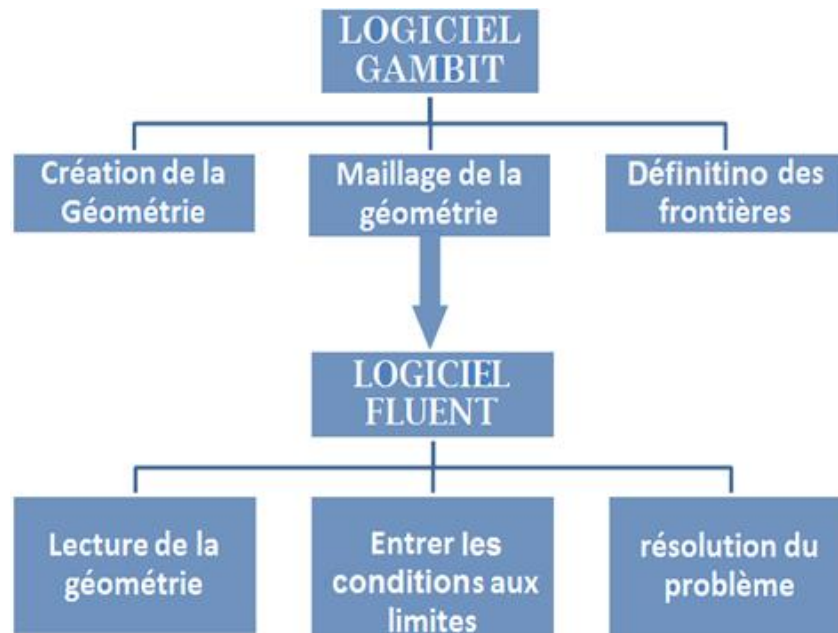 LOGICIEL
GAMBIT
Création de la
Géométrie
Maillage de la
géométrie
Définitino des
frontières
LOGICIEL
FLUENT
Lecture de la
géométrie
Entrer les
conditions aux
limites
résolution du
problème